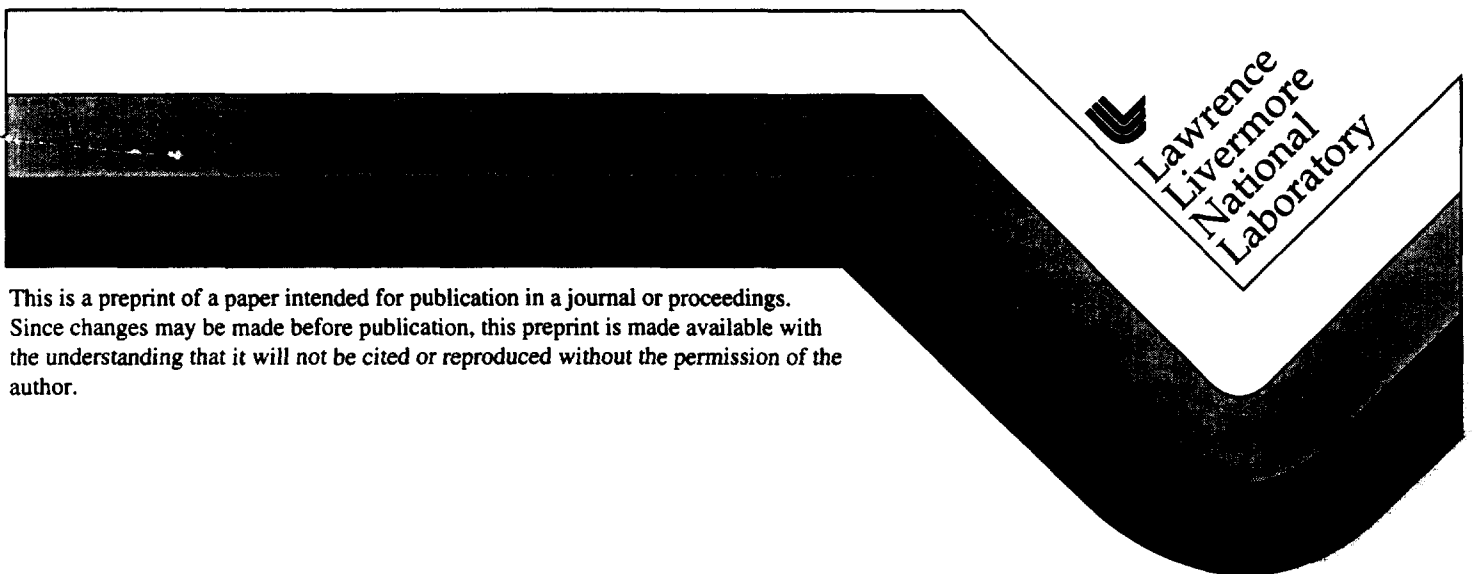 Lawrence
Livermore
National
Laboratory
This is a preprint of a paper intended for publication in a journal or proceedings.
Since changes may be made before publication, this preprint is made available with
the understanding that it will not be cited or reproduced without the permission of the
author.